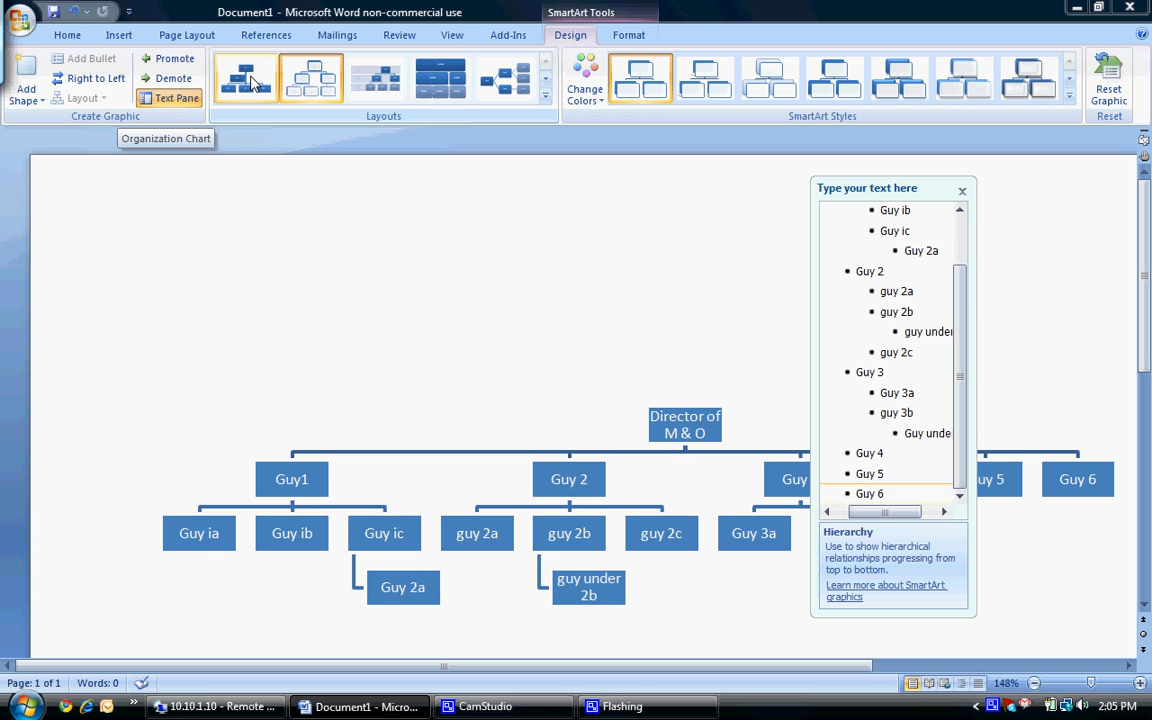 Document1 - Microsoft Word non-commercial use
SmartArt Tools
Home Insert Page Layout References Mailings Review View Add-Ins Design Format
Add Shape
Add Bullet
Right to Left
Layout
Promote
Demote
Text Pane
Change Colors
Reset Graphic
Create Graphic
Layouts
SmartArt Styles
Reset
Organization Chart
Type your text here
Guy ib
Guy ic
Guy 2a
Guy 2
guy 2a
guy 2b
guy under
guy 2c
Guy 3
Guy 3a
guy 3b
Guy unde
Guy 4
Guy 5
Guy 6
Hierarchy
Use to show hierarchical
relationships progressing from
top to bottom.
Learn more about SmartArt
graphics
Director of
M & O
Guy1
Guy 2
Guy
uy 5
Guy 6
Guy ia
Guy ib
Guy ic
guy 2a
guy 2b
guy 2c
Guy 3a
Guy 2a
guy under
2b
Page: 1 of 1 Words: 0
148%
10.10.1.10 - Remote ...
Document1 - Micro...
CamStudio
Flashing
2:05 PM